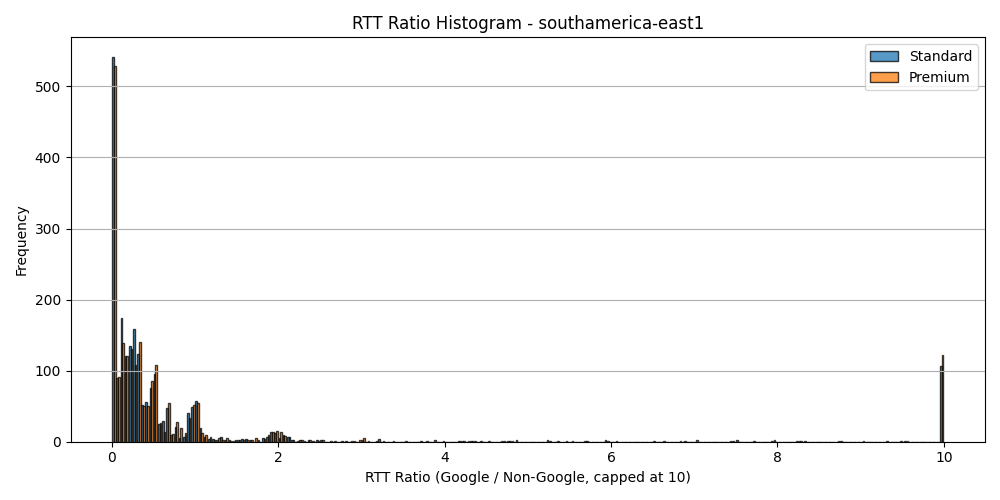 RTT Ratio Histogram - southamerica-east1
Standard
Premium
Frequency
500
400
300
200
100
0
0 2 4 6 8 10
RTT Ratio (Google / Non-Google, capped at 10)